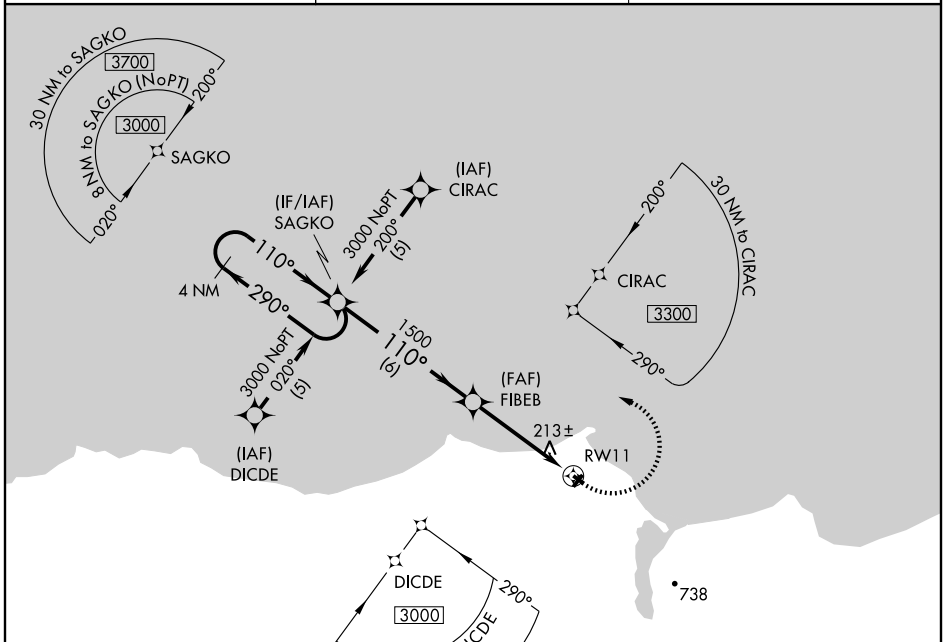 30 NM to SAGKO
3700
8 NM to SAGKO (NoPT)
3000
200°
SAGKO
020°
(IAF)
CIRAC
(IF/IAF)
SAGKO
3000 NoPT
200°
(5)
110°
4 NM
290°
3000 NoPT
020°
(5)
(IAF)
DICDE
1500
110°
(6)
(FAF)
FIBEB
213±
RW11
200°
30 NM to CIRAC
CIRAC
3300
290°
DICDE
3000
290°
738